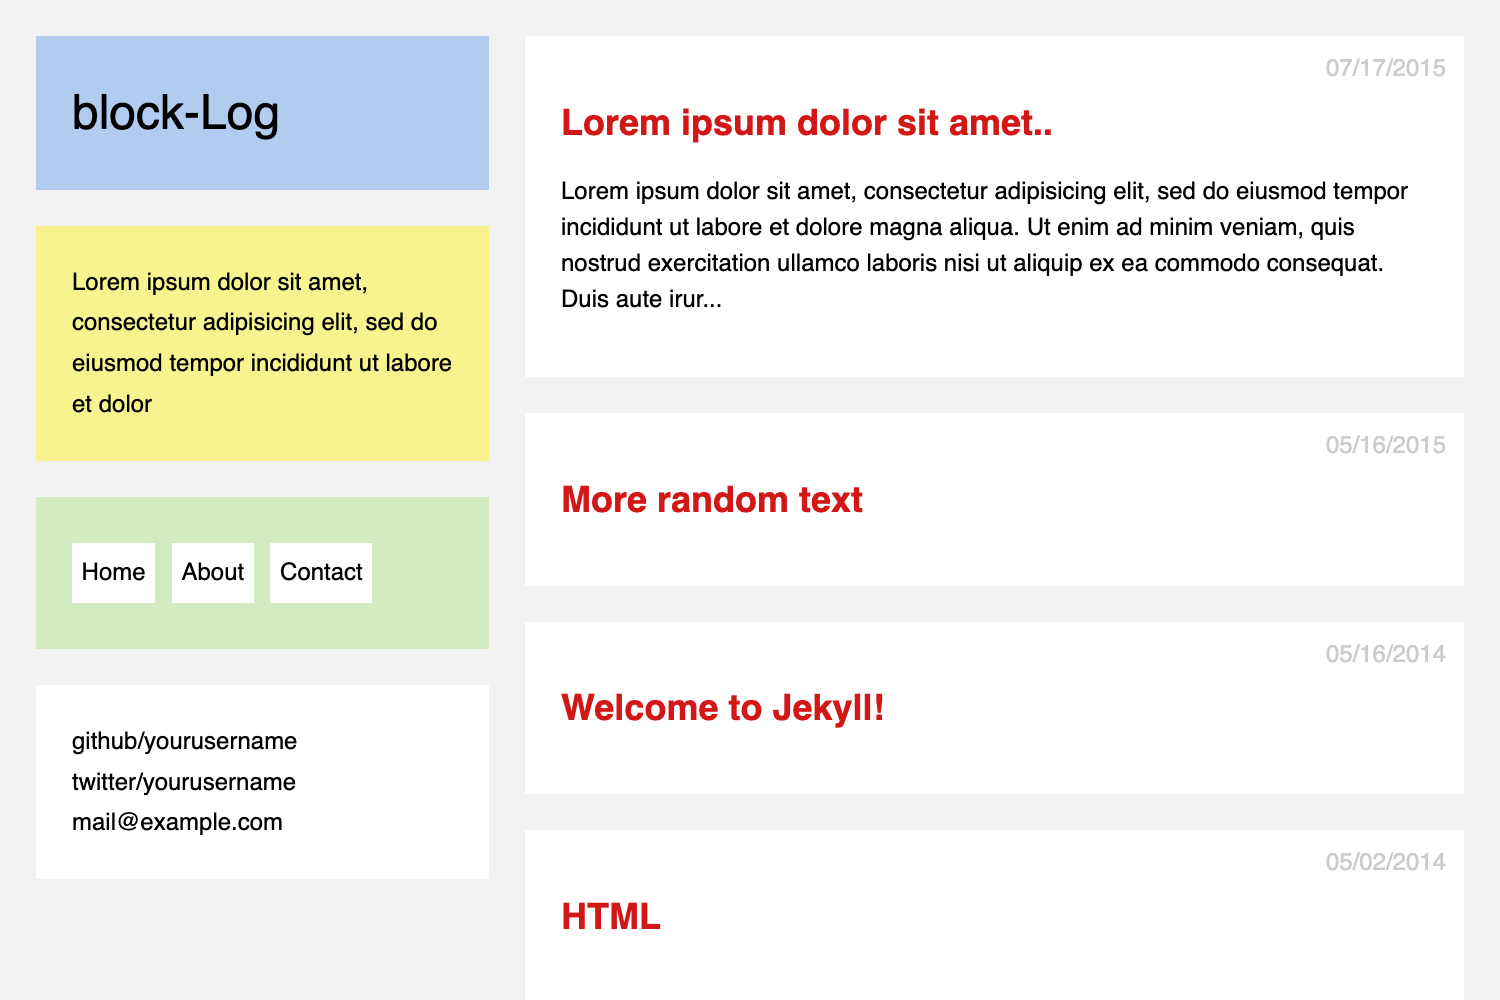 block-Log
Lorem ipsum dolor sit amet,
consectetur adipisicing elit, sed do
eiusmod tempor incididunt ut labore
et dolor
Home About Contact
github/yourusername
twitter/yourusername
mail@example.com
07/17/2015
Lorem ipsum dolor sit amet..
Lorem ipsum dolor sit amet, consectetur adipisicing elit, sed do eiusmod tempor
incididunt ut labore et dolore magna aliqua. Ut enim ad minim veniam, quis
nostrud exercitation ullamco laboris nisi ut aliquip ex ea commodo consequat.
Duis aute irur...
05/16/2015
More random text
05/16/2014
Welcome to Jekyll!
05/02/2014
HTML